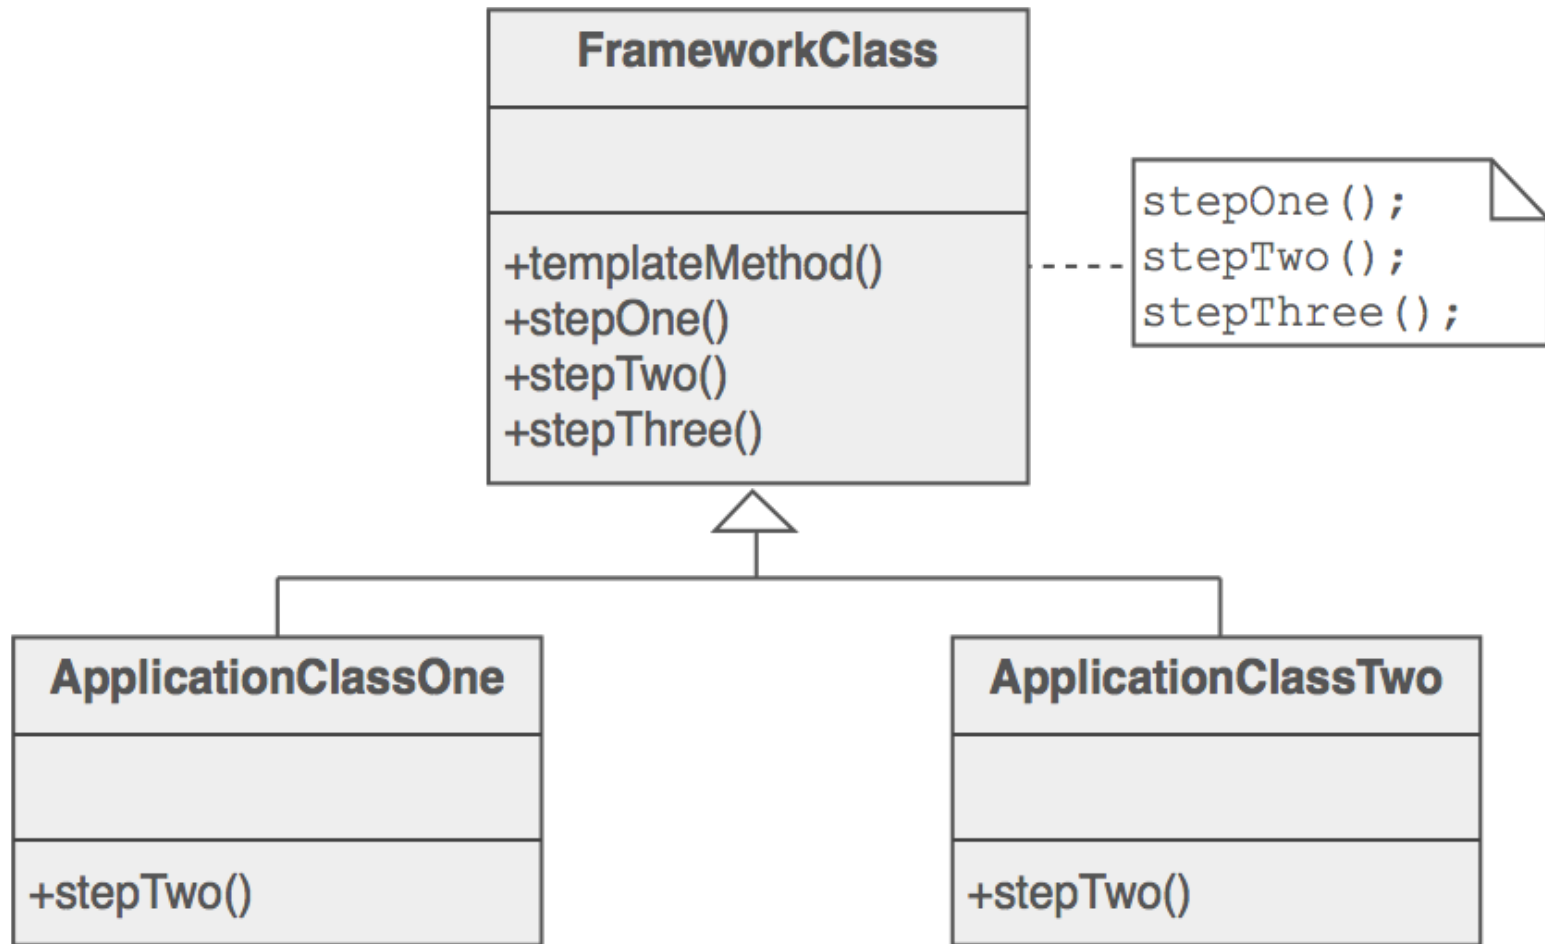 FrameworkClass
+templateMethod()
+stepOne()
+stepTwo()
+stepThree()
stepOne();
stepTwo();
stepThree();
ApplicationClassOne
+stepTwo()
ApplicationClassTwo
+stepTwo()